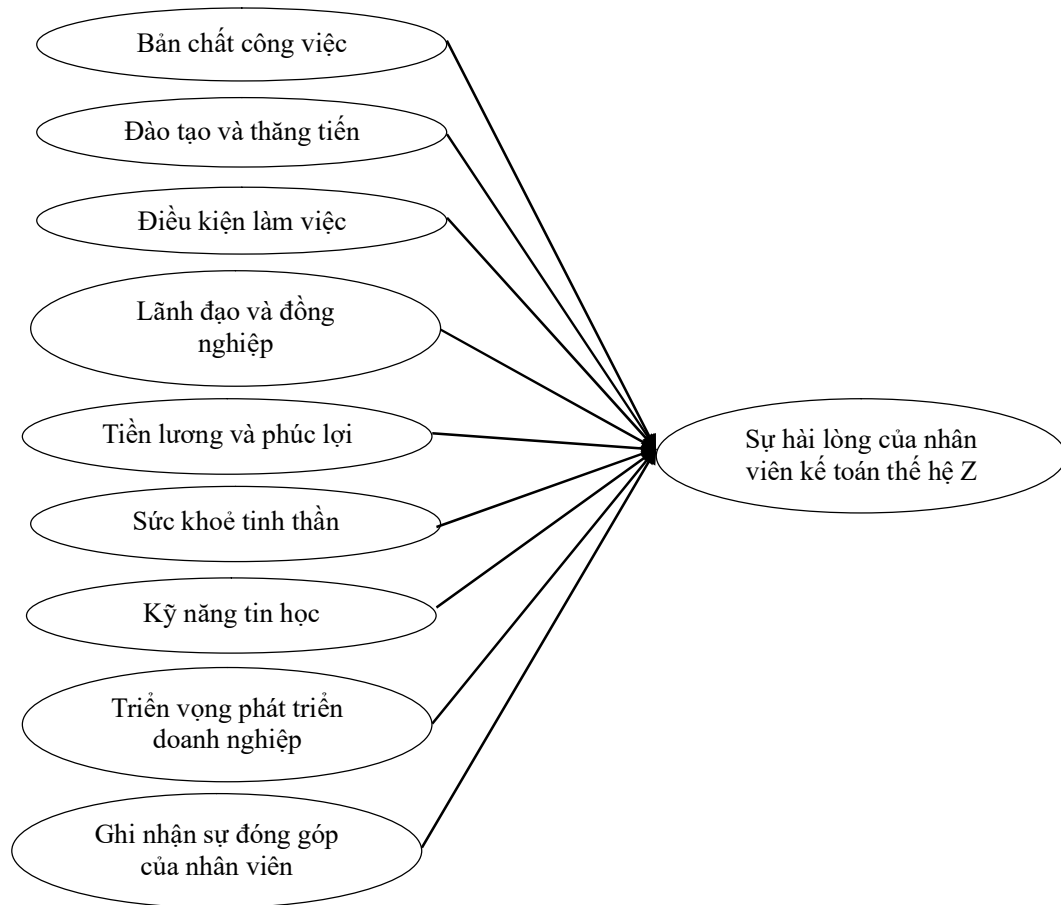 Bản chất công việc
Đào tạo và thăng tiến
Điều kiện làm việc
Lãnh đạo và đồng
nghiệp
Tiền lương và phúc lợi
Sức khoẻ tinh thần
Kỹ năng tin học
Triển vọng phát triển
doanh nghiệp
Ghi nhận sự đóng góp
của nhân viên
Sự hài lòng của nhân
viên kế toán thế hệ Z